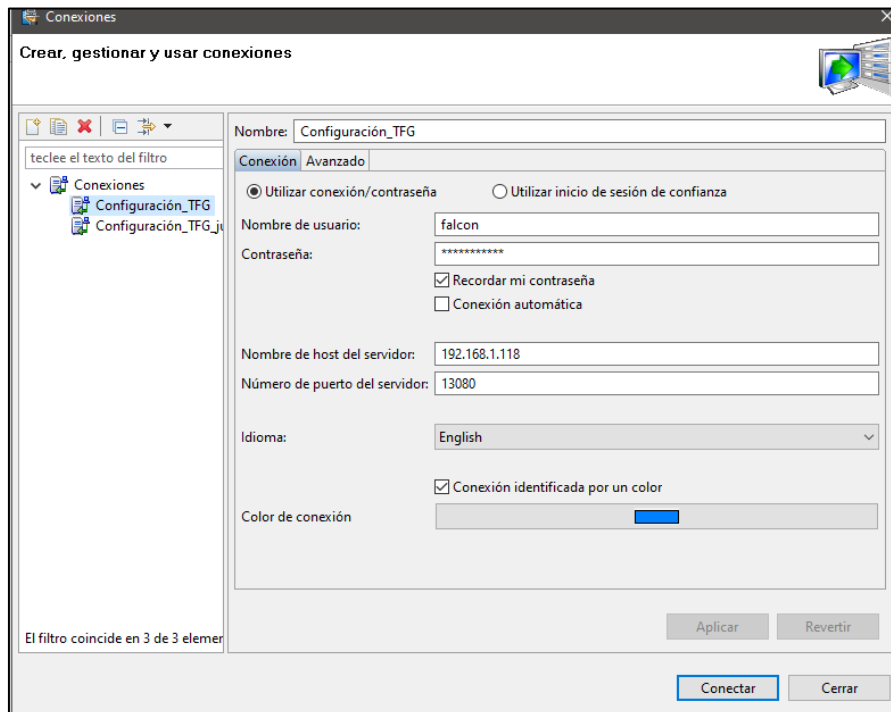 Conexiones
Crear, gestionar y usar conexiones
Nombre: Configuración_TFG
teclee el texto del filtro
Conexión Avanzado
Conexiones
Utilizar conexión/contraseña Utilizar inicio de sesión de confianza
Configuración_TFG
Configuración_TFG_ju
Nombre de usuario: falcon
Contraseña: ***********
Recordar mi contraseña
Conexión automática
Nombre de host del servidor: 192.168.1.118
Número de puerto del servidor: 13080
Idioma: English
Conexión identificada por un color
Color de conexión
El filtro coincide en 3 de 3 elemer
Aplicar Revertir
Conectar Cerrar